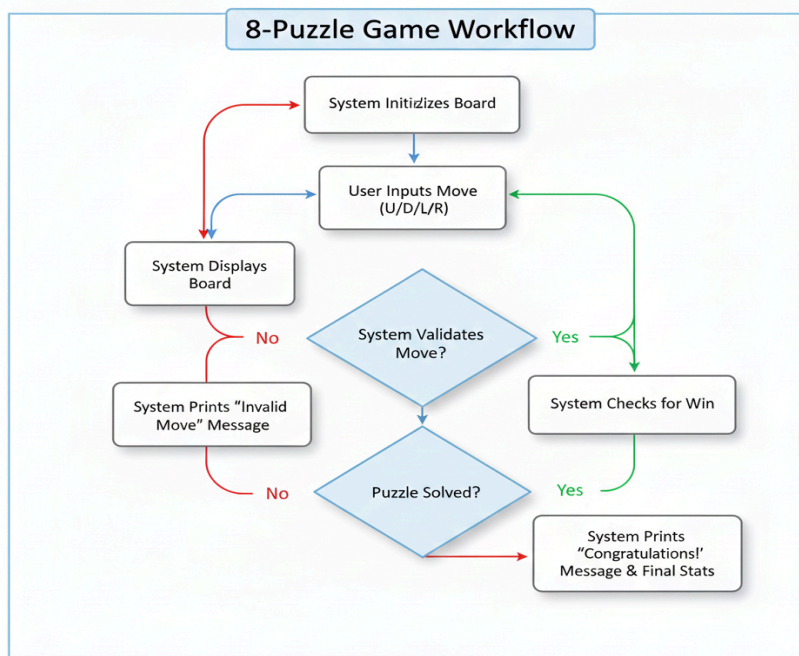 8-Puzzle Game Workflow
System Initidizes Board
User Inputs Move
(U/D/L/R)
System Displays
Board
No
System Validates
Move?
Yes
System Prints "Invalid
Move" Message
System Checks for Win
No
Puzzle Solved?
Yes
System Prints
"Congratulations!'
Message & Final Stats